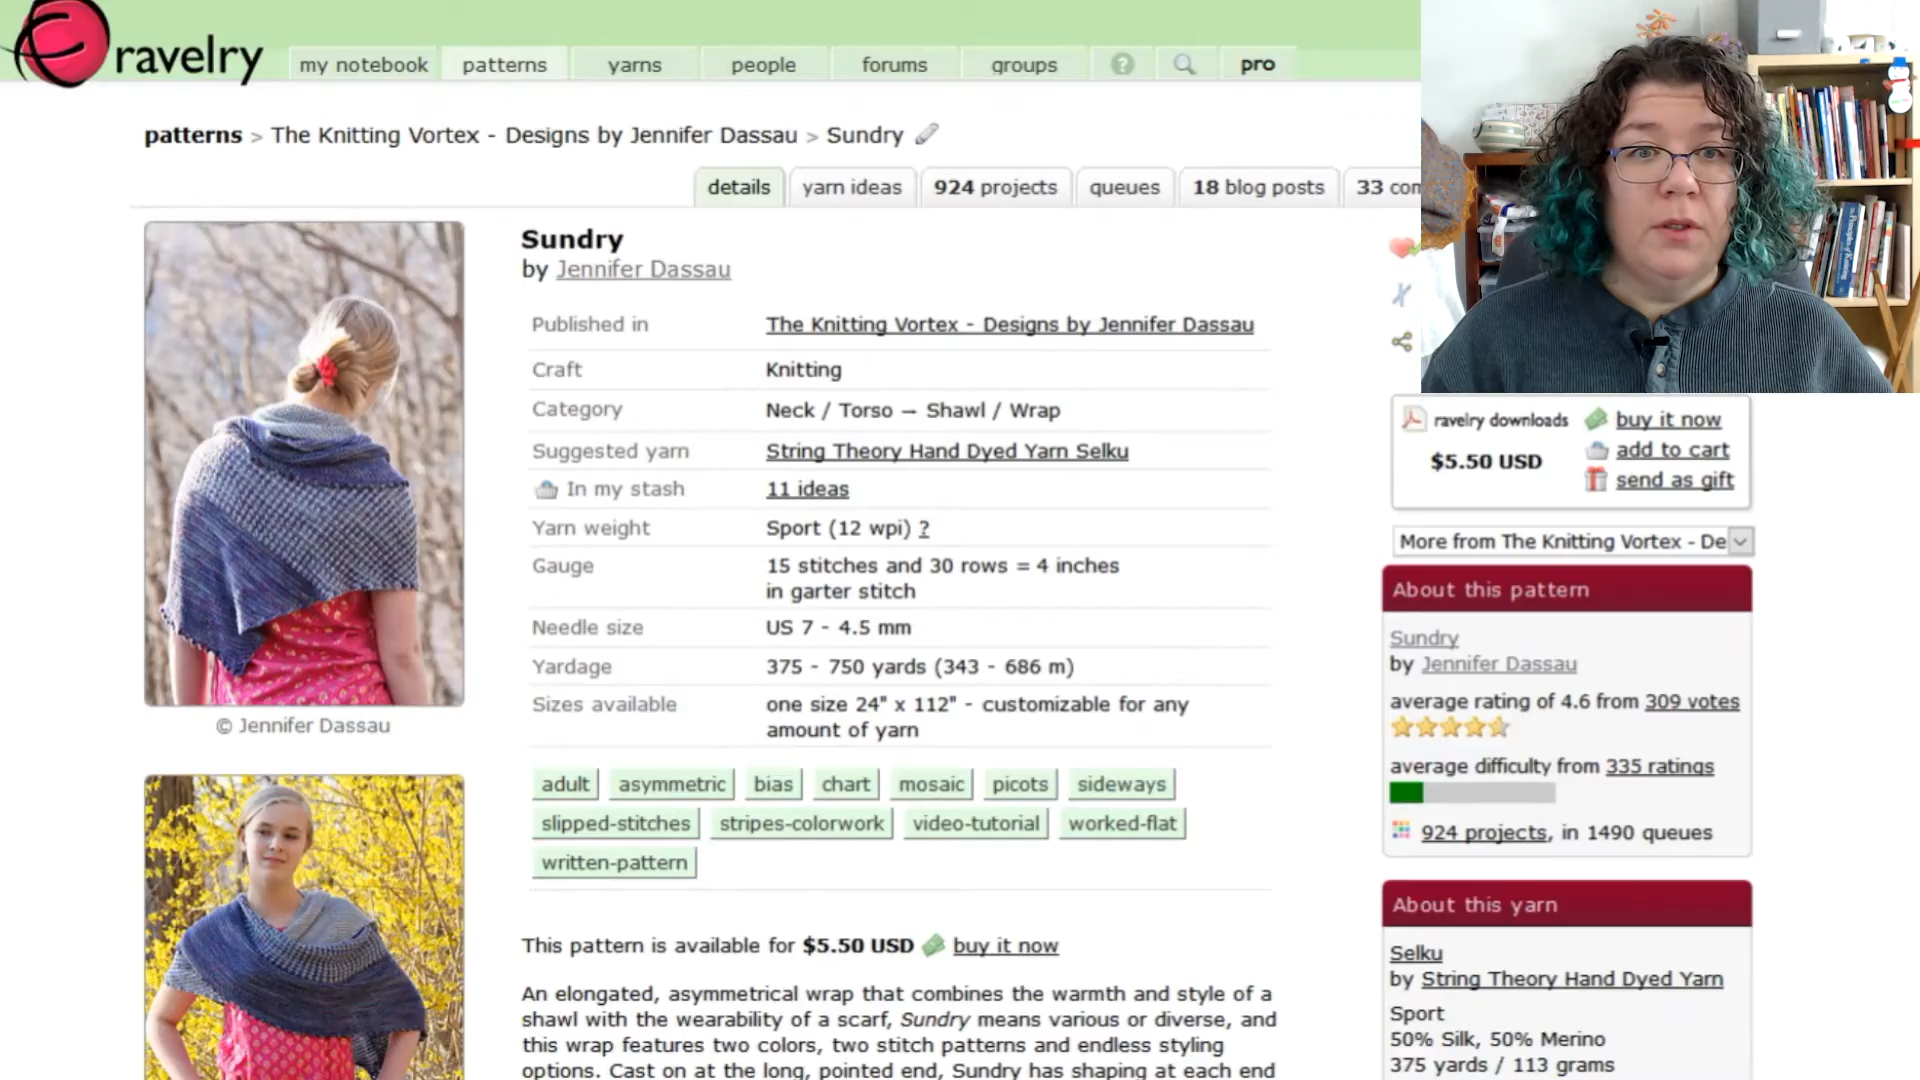 ravelry
my notebook
patterns
yarns
people
forums
groups
?
pro
patterns > The Knitting Vortex - Designs by Jennifer Dassau > Sundry
details
yarn ideas
924 projects
queues
18 blog posts
33 con
Sundry
by Jennifer Dassau
Published in The Knitting Vortex - Designs by Jennifer Dassau
Craft Knitting
Category Neck / Torso → Shawl / Wrap
Suggested yarn String Theory Hand Dyed Yarn Selku
In my stash 11 ideas
Yarn weight Sport (12 wpi) ?
Gauge 15 stitches and 30 rows = 4 inches
in garter stitch
Needle size US 7 - 4.5 mm
Yardage 375 - 750 yards (343 - 686 m)
Sizes available one size 24" x 112" - customizable for any
amount of yarn
adult asymmetric bias chart mosaic picots sideways
slipped-stitches stripes-colorwork video-tutorial worked-flat
written-pattern
This pattern is available for $5.50 USD buy it now
An elongated, asymmetrical wrap that combines the warmth and style of a
shawl with the wearability of a scarf, Sundry means various or diverse, and
this wrap features two colors, two stitch patterns and endless styling
options. Cast on at the long, pointed end, Sundry has shaping at each end
© Jennifer Dassau
ravelry downloads
$5.50 USD
buy it now
add to cart
send as gift
More from The Knitting Vortex - De
About this pattern
Sundry
by Jennifer Dassau
average rating of 4.6 from 309 votes
average difficulty from 335 ratings
924 projects, in 1490 queues
About this yarn
Selku
by String Theory Hand Dyed Yarn
Sport
50% Silk, 50% Merino
375 yards / 113 grams